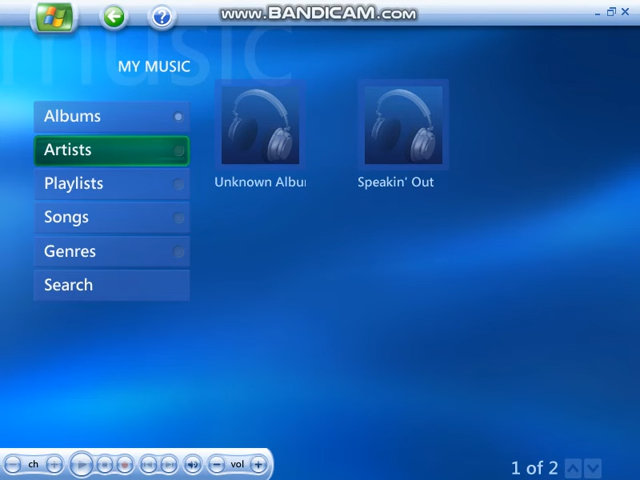 www.BANDICAM.com
music
MY MUSIC
Albums
Artists
Playlists
Songs
Genres
Search
Unknown Albu
Speakin' Out
ch
vol
1 of 2